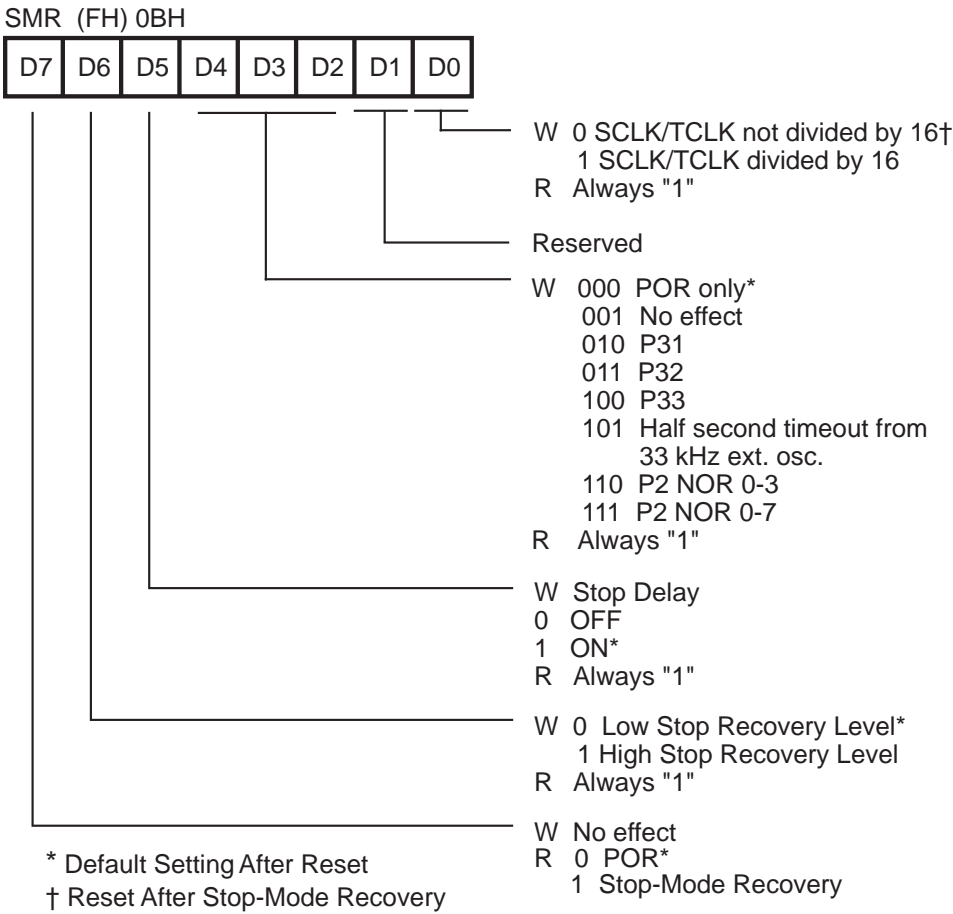 SMR (FH) 0BH
D7 D6 D5 D4 D3 D2 D1 D0
W 0 SCLK/TCLK not divided by 16†
1 SCLK/TCLK divided by 16
R Always "1"
Reserved
W 000 POR only*
001 No effect
010 P31
011 P32
100 P33
101 Half second timeout from
33 kHz ext. osc.
110 P2 NOR 0-3
111 P2 NOR 0-7
R Always "1"
W Stop Delay
0 OFF
1 ON*
R Always "1"
W 0 Low Stop Recovery Level*
1 High Stop Recovery Level
R Always "1"
W No effect
R 0 POR*
1 Stop-Mode Recovery
* Default Setting After Reset
† Reset After Stop-Mode Recovery